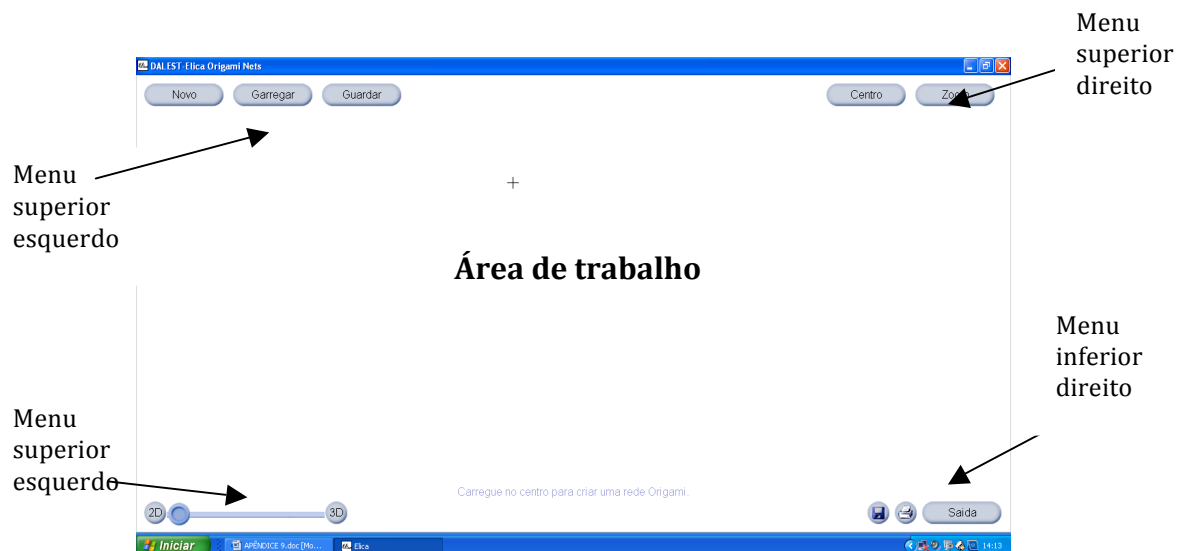 Menu
superior
direito
DALEST-Elica Origami Nets
Novo Garregar Guardar Centro Zoom
Menu
superior
esquerdo
Área de trabalho
Menu
inferior
direito
Menu
superior
esquerdo
Carregue no centro para criar uma rede Origami.
2D 3D Saida
Iniciar APÊNDICE 9.doc [Mo... Elica 14:13